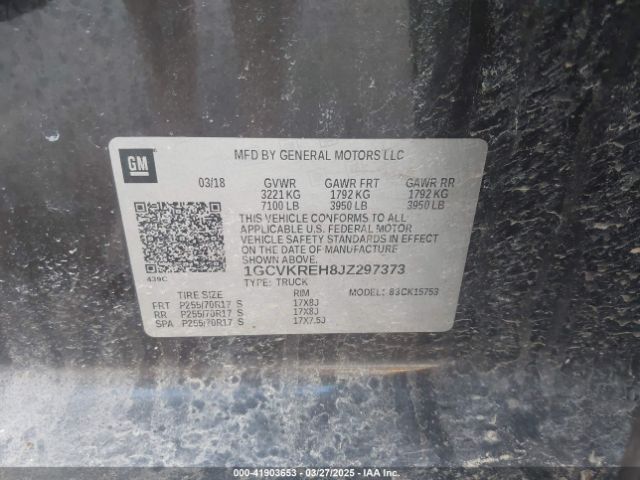 GM
MFD BY GENERAL MOTORS LLC
03/18 GVWR GAWR FRT GAWR RR
3221 KG 1792 KG 1792 KG
7100 LB 3950 LB 3950 LB
THIS VEHICLE CONFORMS TO ALL
APPLICABLE U.S. FEDERAL MOTOR
VEHICLE SAFETY STANDARDS IN EFFECT
ON THE DATE OF MANUFACTURE
SHOWN ABOVE.
1GCVKREH8JZ297373
439C
TYPE: TRUCK
MODEL: 83CK15753
TIRE SIZE RIM
FRT P255/70R17 S 17X8J
RR P255/70R17 S 17X8J
SPA P255/70R17 S 17X7.5J
00-41903653 - 03/27/2025 - IAA Inc.